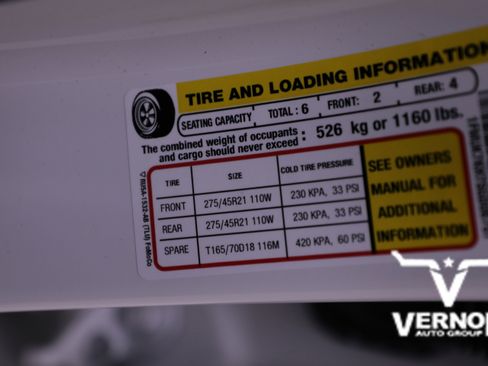 TIRE AND LOADING INFORMATION
SEATING CAPACITY TOTAL : 6 FRONT: 2 REAR: 4
The combined weight of occupants and cargo should never exceed : 526 kg or 1160 lbs.
TIRE SIZE COLD TIRE PRESSURE
FRONT 275/45R21 110W 230 KPA, 33 PSI
REAR 275/45R21 110W 230 KPA, 33 PSI
SPARE T165/70D18 116M 420 KPA, 60 PSI
SEE OWNERS
MANUAL FOR
ADDITIONAL
INFORMATION
VERNO
AUTO GROUP